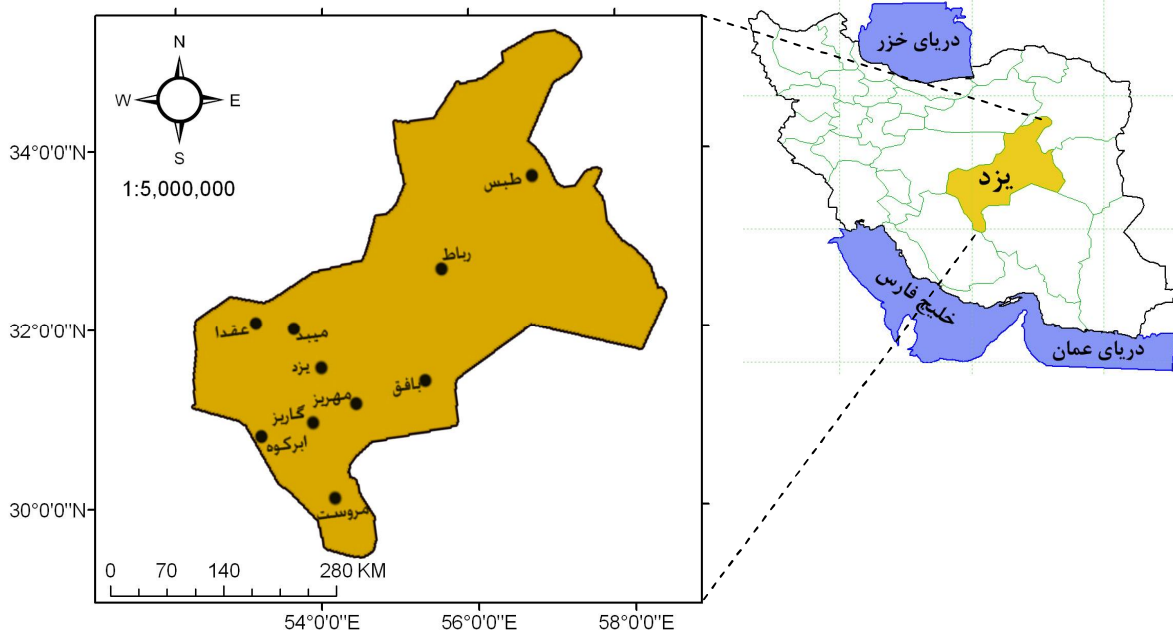 N
W E
S
1:5,000,000
34°0'0"N
32°0'0"N
30°0'0"N
طبس
رباط
عقدا
میبد
یزد
بافق
مهریز
گاریز
ابرکوه
مروست
0 70 140 280 KM
54°0'0"E 56°0'0"E 58°0'0"E
دریای خزر
یزد
خلیج فارس
دریای عمان